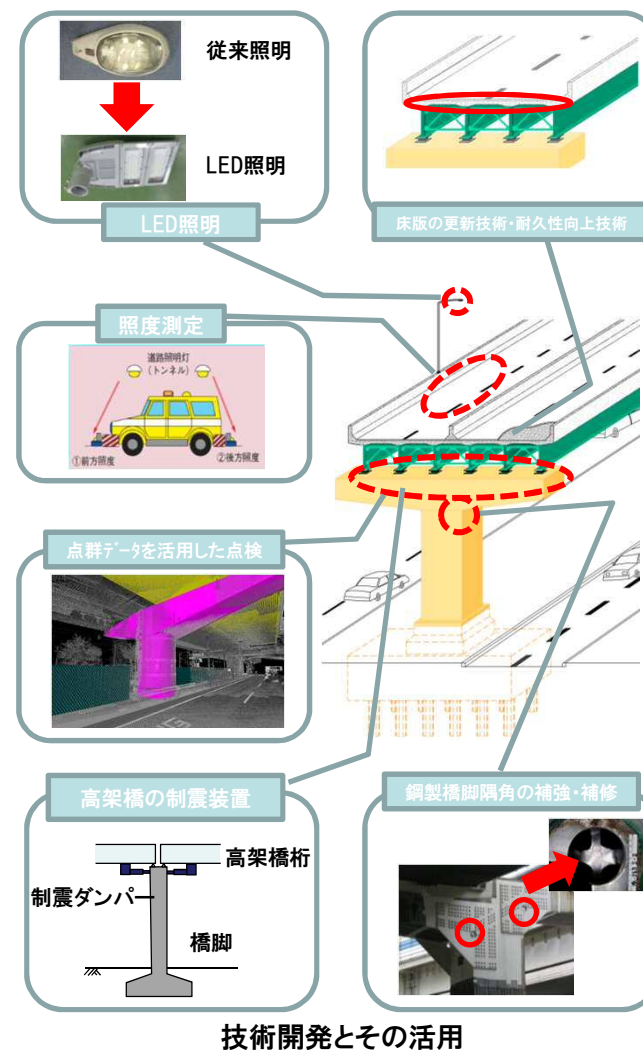 従来照明
LED照明
LED照明
床版の更新技術・耐久性向上技術
照度測定
道路照明灯
(トンネル)
①前方照度
②後方照度
点群データを活用した点検
高架橋の制震装置
高架橋桁
制震ダンパー
橋脚
鋼製橋脚隅角の補強・補修
技術開発とその活用